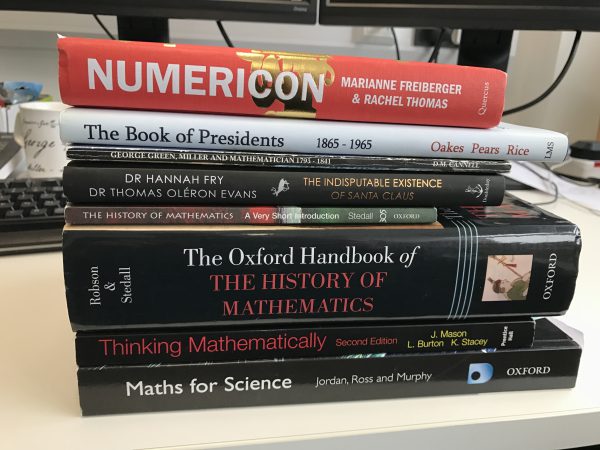 NUMERICON MARIANNE FREIBERGER
& RACHEL THOMAS Quercus
The Book of Presidents 1865 - 1965 Oakes Pears Rice LMS
GEORGE GREEN, MILLER AND MATHEMATICIAN 1793 - 1841 D.M. CANNELL
DR HANNAH FRY
DR THOMAS OLÉRON EVANS
THE INDISPUTABLE EXISTENCE
OF SANTA CLAUS
THE HISTORY OF MATHEMATICS A Very Short Introduction Stedall OXFORD
Robson
&
Stedall
The Oxford Handbook of
THE HISTORY OF
MATHEMATICS
OXFORD
Thinking Mathematically Second Edition
J. Mason
L. Burton K. Stacey
Prentice
Hall
Maths for Science Jordan, Ross and Murphy OXFORD